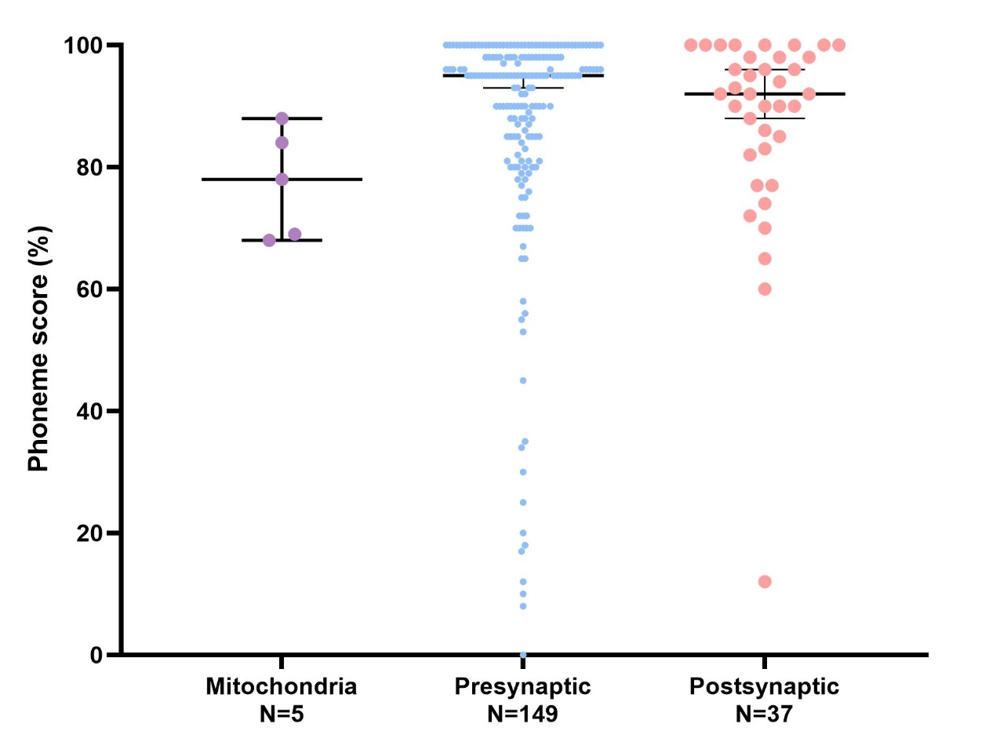 100
80
60
40
20
0
Phoneme score (%)
Mitochondria
N=5
Presynaptic
N=149
Postsynaptic
N=37